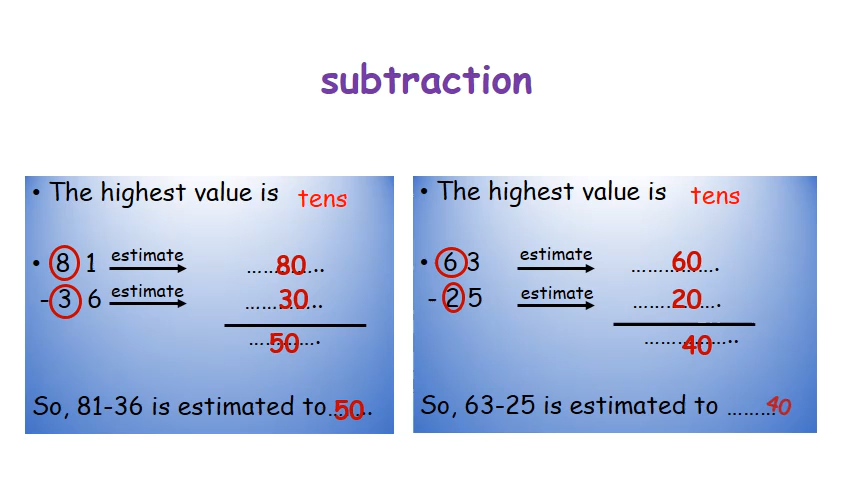 subtraction
• The highest value is tens
• 8 1 estimate ……80……..
- 3 6 estimate ……30……..
……50…….
So, 81-36 is estimated to 50…….
• The highest value is tens
• 6 3 estimate ……60…….
- 2 5 estimate ……20…….
……40……..
So, 63-25 is estimated to ………40